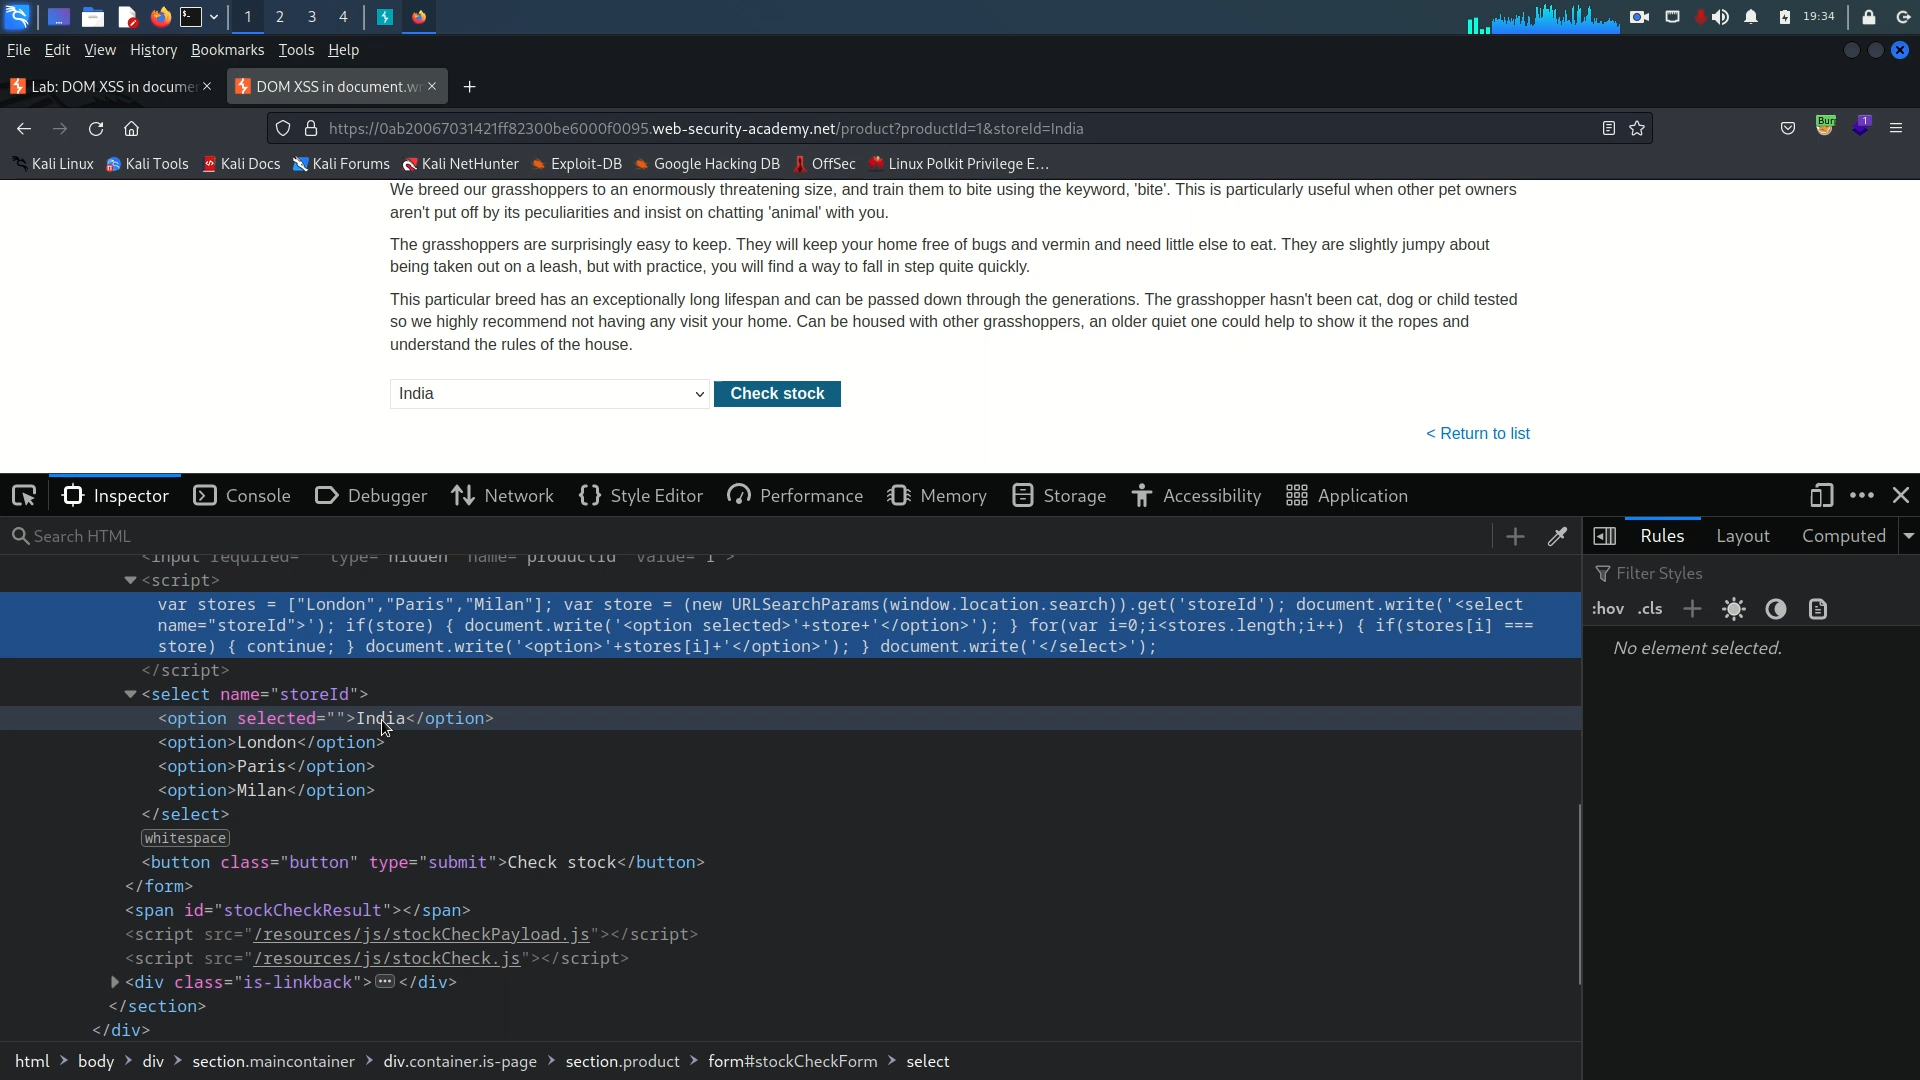 1 2 3 4 19:34
File Edit View History Bookmarks Tools Help
Lab: DOM XSS in docume × DOM XSS in document.w × +
https://0ab20067031421ff82300be6000f0095.web-security-academy.net/product?productId=1&storeId=India
Kali Linux Kali Tools Kali Docs Kali Forums Kali NetHunter Exploit-DB Google Hacking DB OffSec Linux Polkit Privilege E…
We breed our grasshoppers to an enormously threatening size, and train them to bite using the keyword, 'bite'. This is particularly useful when other pet owners
aren't put off by its peculiarities and insist on chatting 'animal' with you.
The grasshoppers are surprisingly easy to keep. They will keep your home free of bugs and vermin and need little else to eat. They are slightly jumpy about
being taken out on a leash, but with practice, you will find a way to fall in step quite quickly.
This particular breed has an exceptionally long lifespan and can be passed down through the generations. The grasshopper hasn't been cat, dog or child tested
so we highly recommend not having any visit your home. Can be housed with other grasshoppers, an older quiet one could help to show it the ropes and
understand the rules of the house.
India Check stock
< Return to list
Inspector Console Debugger Network Style Editor Performance Memory Storage Accessibility Application
Search HTML Rules Layout Computed
Filter Styles
:hov .cls
No element selected.
<input required="" type="hidden" name="productId" value="1">
<script>
var stores = ["London","Paris","Milan"]; var store = (new URLSearchParams(window.location.search)).get('storeId'); document.write('<select
name="storeId">'); if(store) { document.write('<option selected>'+store+'</option>'); } for(var i=0;i<stores.length;i++) { if(stores[i] ===
store) { continue; } document.write('<option>'+stores[i]+'</option>'); } document.write('</select>');
</script>
<select name="storeId">
<option selected="">India</option>
<option>London</option>
<option>Paris</option>
<option>Milan</option>
</select>
whitespace
<button class="button" type="submit">Check stock</button>
</form>
<span id="stockCheckResult"></span>
<script src="/resources/js/stockCheckPayload.js"></script>
<script src="/resources/js/stockCheck.js"></script>
<div class="is-linkback">…</div>
</section>
</div>
html > body > div > section.maincontainer > div.container.is-page > section.product > form#stockCheckForm > select